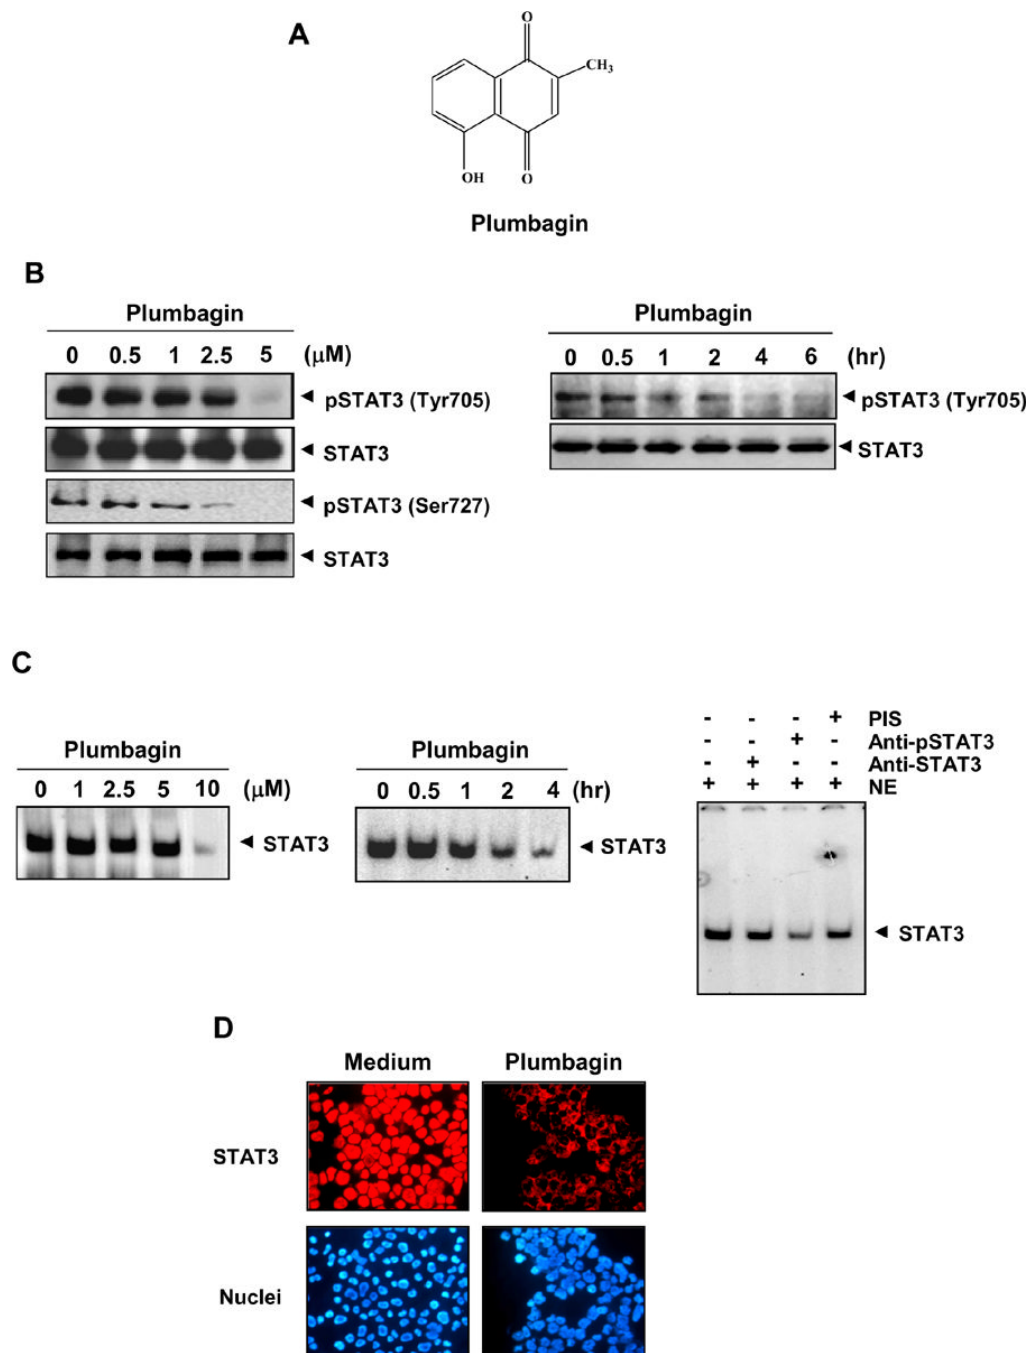 A
O
CH3
OH
O
Plumbagin
B
Plumbagin
0 0.5 1 2.5 5 (μM)
pSTAT3 (Tyr705)
STAT3
pSTAT3 (Ser727)
STAT3
Plumbagin
0 0.5 1 2 4 6 (hr)
pSTAT3 (Tyr705)
STAT3
C
Plumbagin
0 1 2.5 5 10 (μM)
STAT3
Plumbagin
0 0.5 1 2 4 (hr)
STAT3
- - - + PIS
- - + - Anti-pSTAT3
- + - - Anti-STAT3
+ + + + NE
STAT3
D
Medium Plumbagin
STAT3
Nuclei